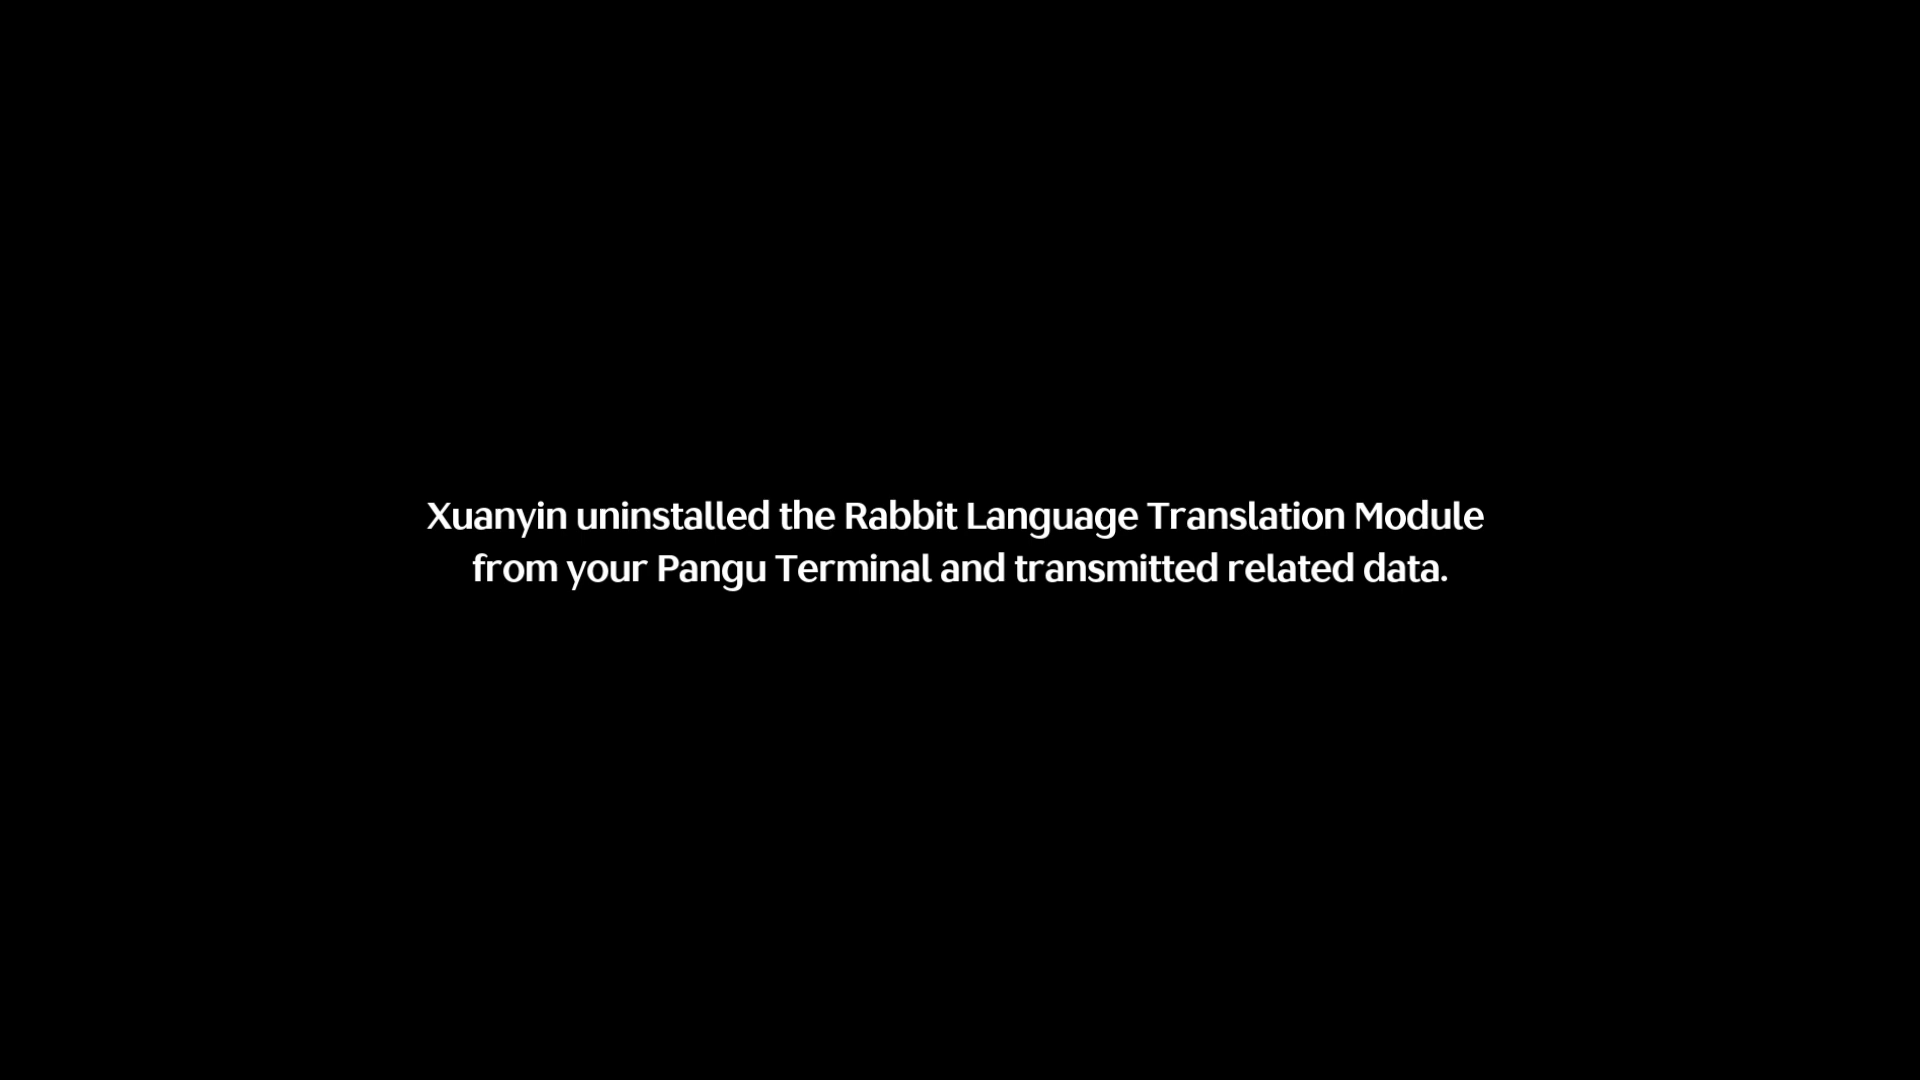 Xuanyin uninstalled the Rabbit Language Translation Module
from your Pangu Terminal and transmitted related data.